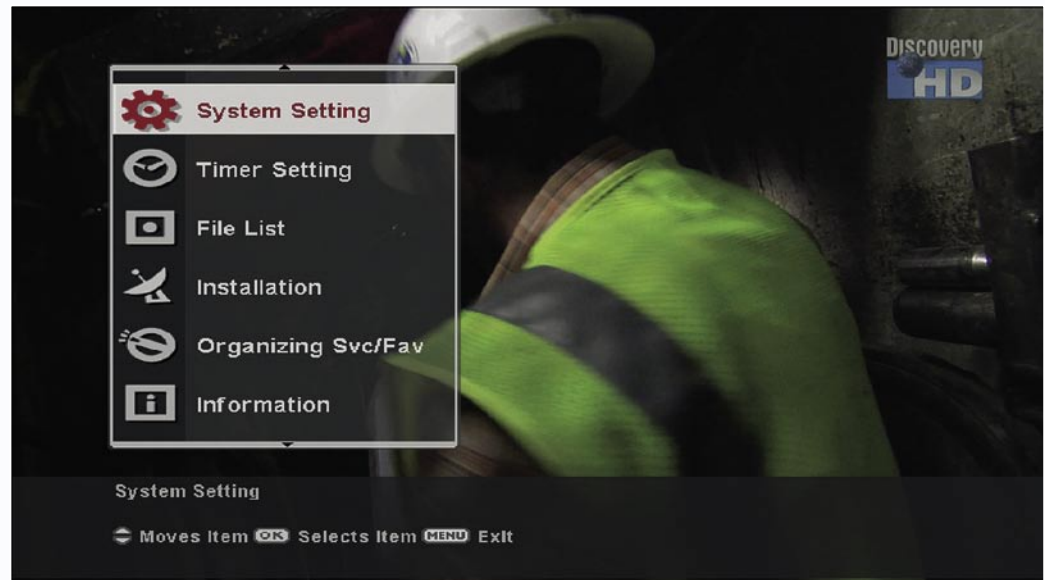 Discovery
HD
System Setting
Timer Setting
File List
Installation
Organizing Svc/Fav
Information
System Setting
Moves Item OK Selects Item MENU Exit